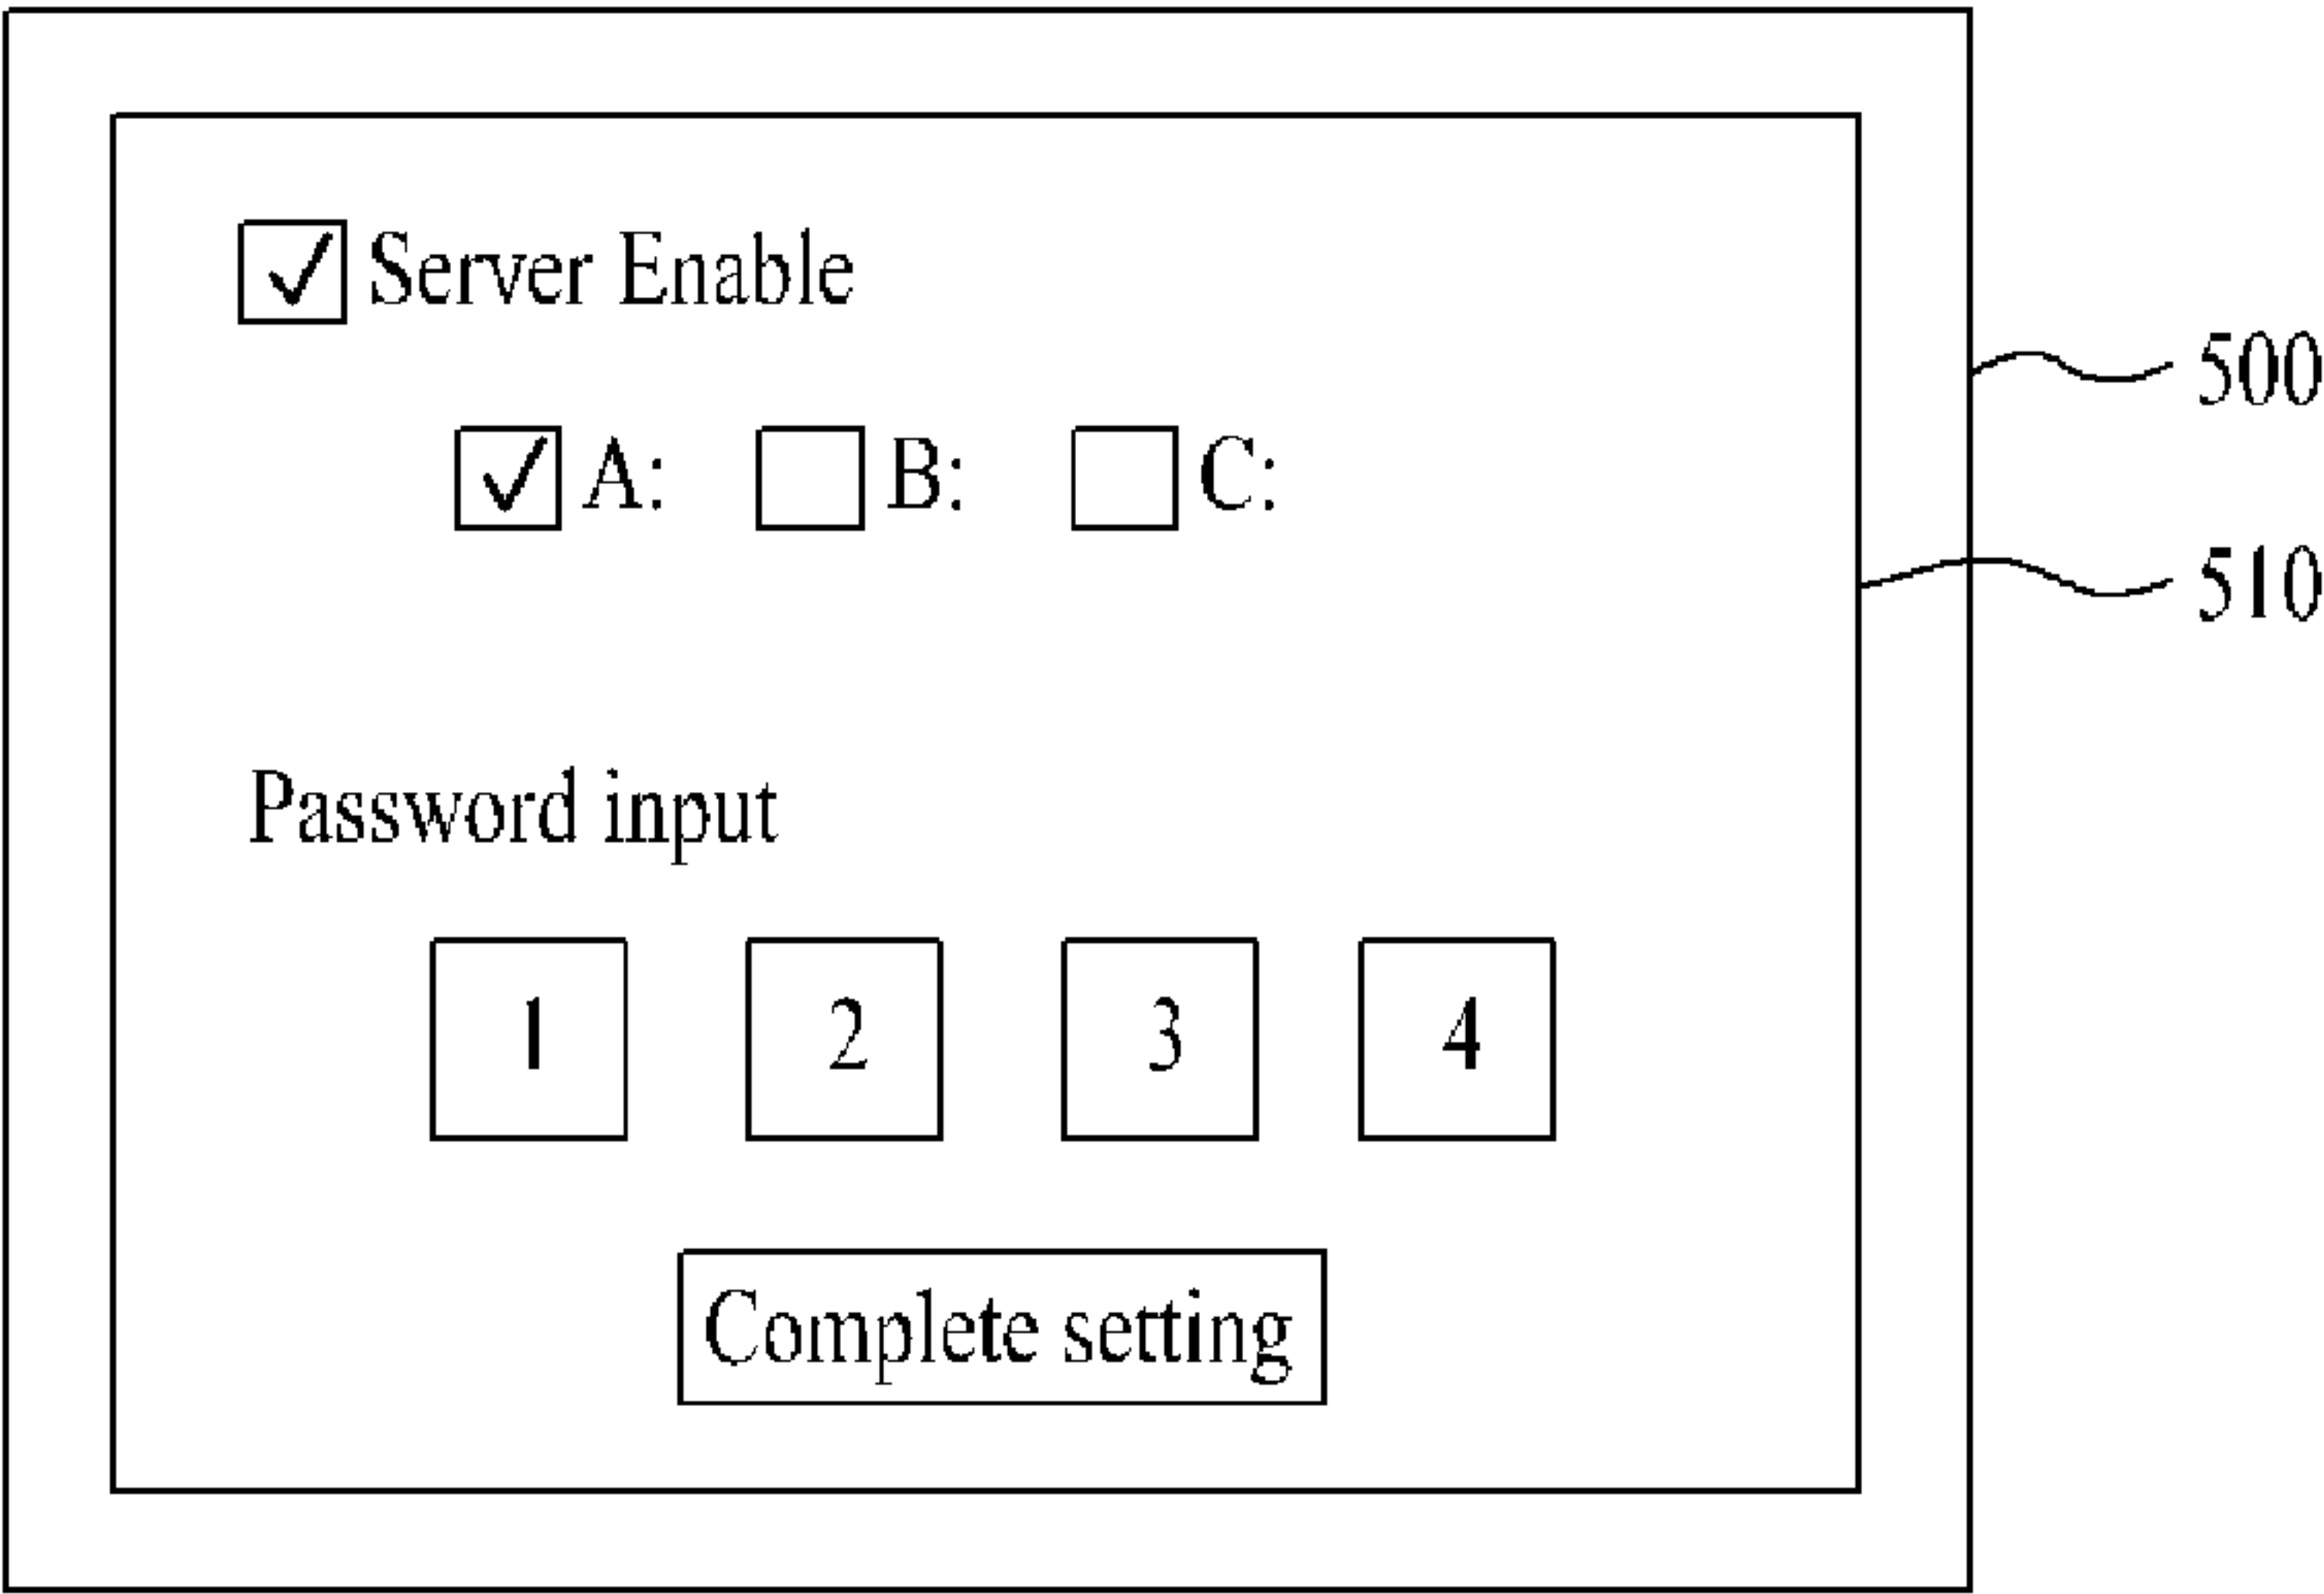 Server Enable
500
A: B: C:
510
Password input
1 2 3 4
Complete setting